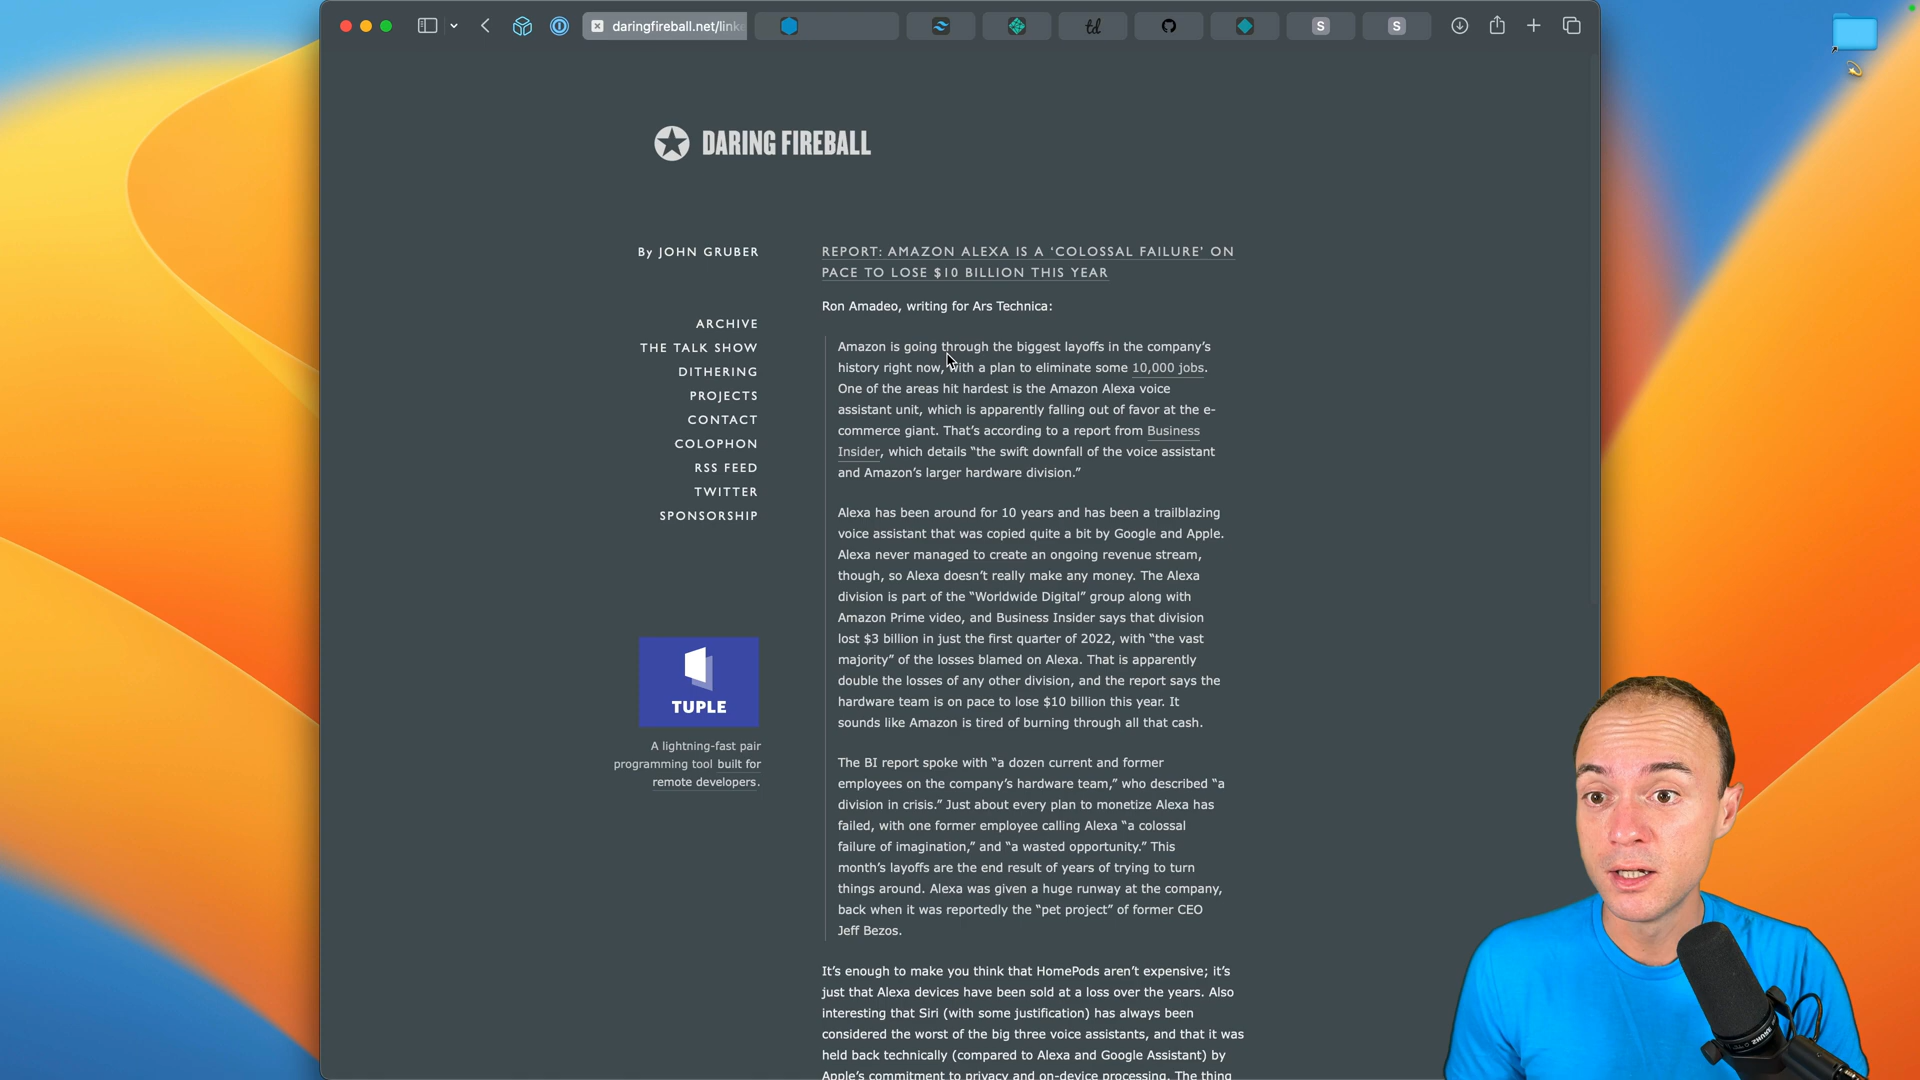 daringfireball.net/link
td
S
S
DARING FIREBALL
By JOHN GRUBER
ARCHIVE
THE TALK SHOW
DITHERING
PROJECTS
CONTACT
COLOPHON
RSS FEED
TWITTER
SPONSORSHIP
TUPLE
A lightning-fast pair
programming tool built for
remote developers.
REPORT: AMAZON ALEXA IS A ‘COLOSSAL FAILURE’ ON
PACE TO LOSE $10 BILLION THIS YEAR
Ron Amadeo, writing for Ars Technica:
Amazon is going through the biggest layoffs in the company’s
history right now, with a plan to eliminate some 10,000 jobs.
One of the areas hit hardest is the Amazon Alexa voice
assistant unit, which is apparently falling out of favor at the e-
commerce giant. That’s according to a report from Business
Insider, which details “the swift downfall of the voice assistant
and Amazon’s larger hardware division.”
Alexa has been around for 10 years and has been a trailblazing
voice assistant that was copied quite a bit by Google and Apple.
Alexa never managed to create an ongoing revenue stream,
though, so Alexa doesn’t really make any money. The Alexa
division is part of the “Worldwide Digital” group along with
Amazon Prime video, and Business Insider says that division
lost $3 billion in just the first quarter of 2022, with “the vast
majority” of the losses blamed on Alexa. That is apparently
double the losses of any other division, and the report says the
hardware team is on pace to lose $10 billion this year. It
sounds like Amazon is tired of burning through all that cash.
The BI report spoke with “a dozen current and former
employees on the company’s hardware team,” who described “a
division in crisis.” Just about every plan to monetize Alexa has
failed, with one former employee calling Alexa “a colossal
failure of imagination,” and “a wasted opportunity.” This
month’s layoffs are the end result of years of trying to turn
things around. Alexa was given a huge runway at the company,
back when it was reportedly the “pet project” of former CEO
Jeff Bezos.
It’s enough to make you think that HomePods aren’t expensive; it’s
just that Alexa devices have been sold at a loss over the years. Also
interesting that Siri (with some justification) has always been
considered the worst of the big three voice assistants, and that it was
held back technically (compared to Alexa and Google Assistant) by
Apple’s commitment to privacy and on-device processing. The thing